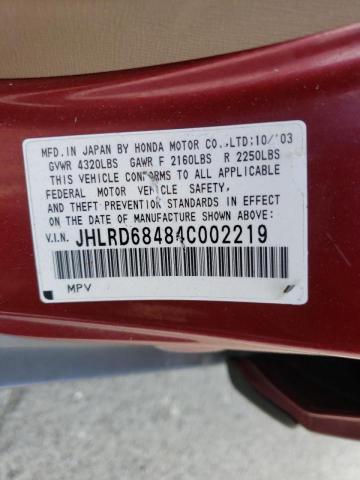 MFD.IN JAPAN BY HONDA MOTOR CO.,LTD:10/'03
GVWR 4320LBS GAWR F 2160LBS R 2250LBS
THIS VEHICLE CONFORMS TO ALL APPLICABLE
FEDERAL MOTOR VEHICLE SAFETY,
AND THEFT PREVENTION STANDARDS IN EFFECT
ON THE DATE OF MANUFACTURE SHOWN ABOVE:
V.I.N. JHLRD68484C002219
MPV